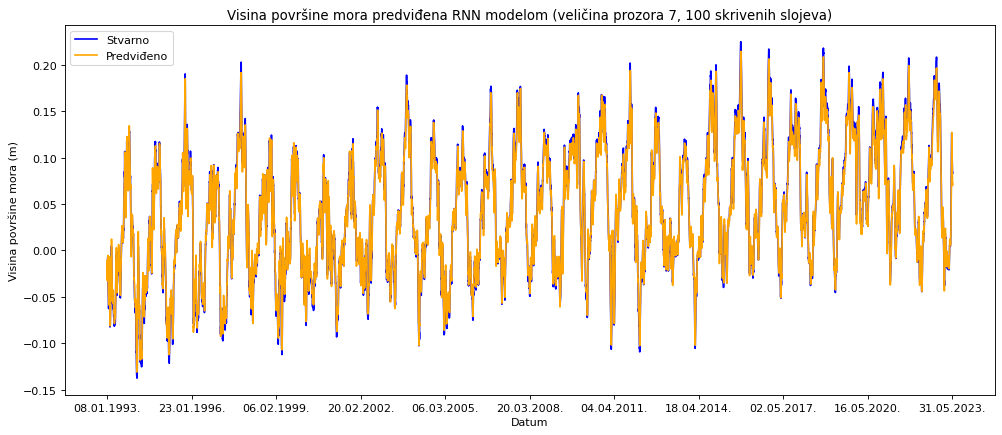 Visina površine mora predviđena RNN modelom (veličina prozora 7, 100 skrivenih slojeva)
Stvarno
Predviđeno
Visina površine mora (m)
0.20
0.15
0.10
0.05
0.00
−0.05
−0.10
−0.15
08.01.1993. 23.01.1996. 06.02.1999. 20.02.2002. 06.03.2005. 20.03.2008. 04.04.2011. 18.04.2014. 02.05.2017. 16.05.2020. 31.05.2023.
Datum